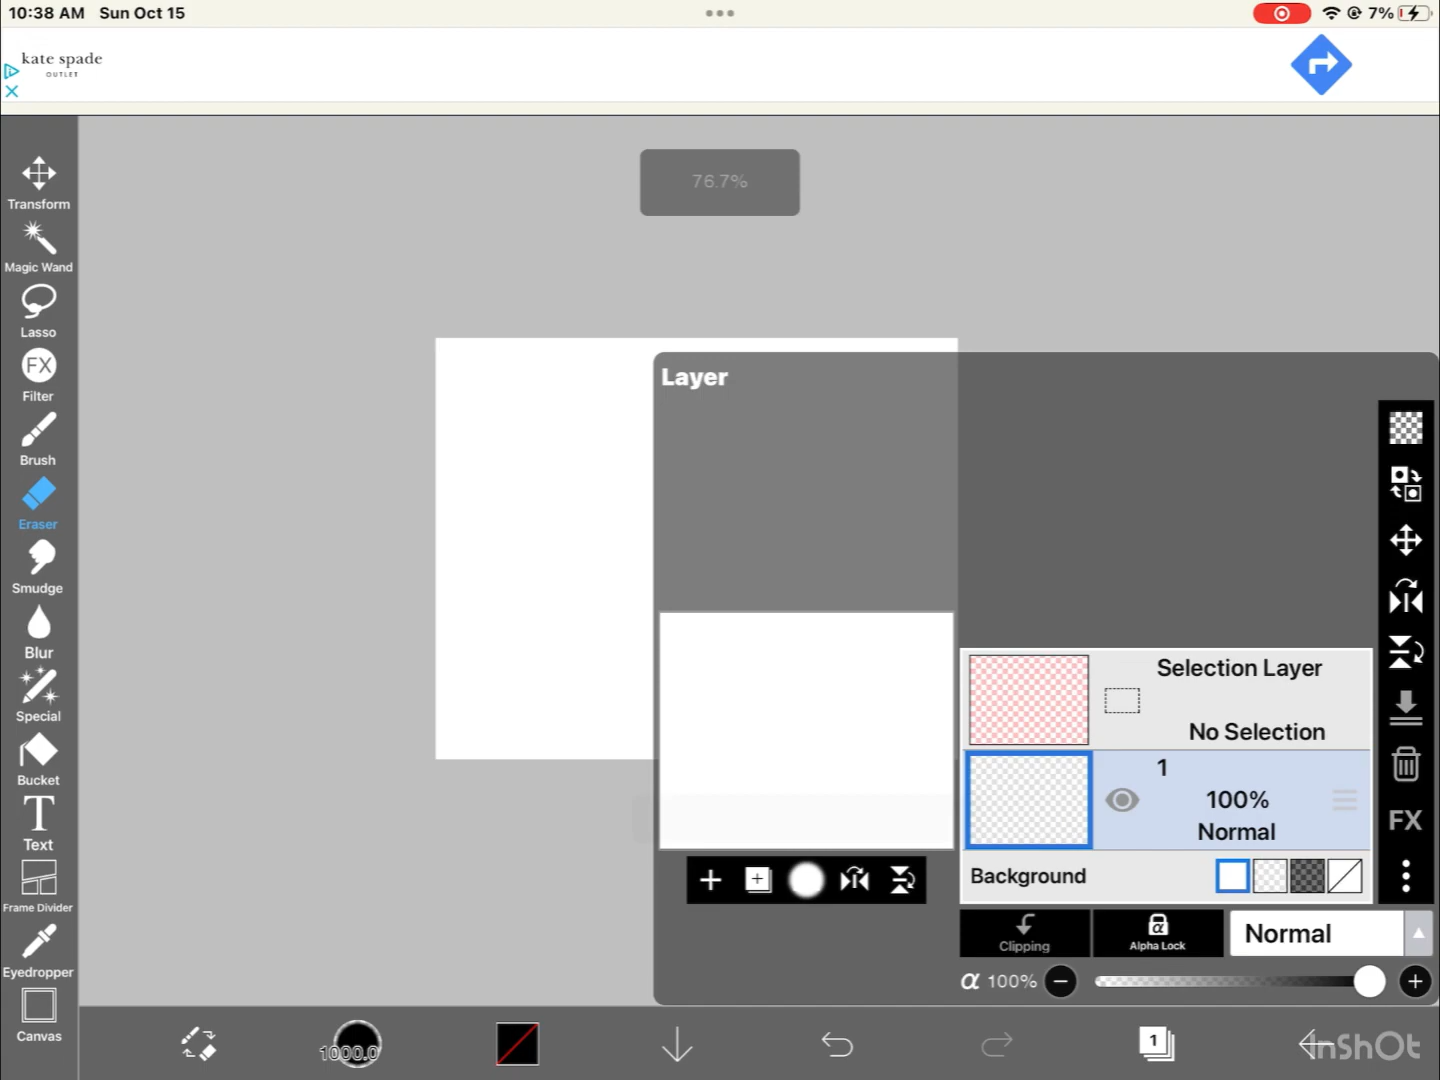 10:38 AM Sun Oct 15
7%
kate spade
OUTLET
76.7%
Transform
Magic Wand
Lasso
FX
Filter
Brush
Eraser
Smudge
Blur
Special
Bucket
T
Text
Frame Divider
Eyedropper
Canvas
Layer
Selection Layer
No Selection
1
100%
Normal
FX
Background
Clipping
α
Alpha Lock
Normal
α 100%
1000.0
1
InShOt